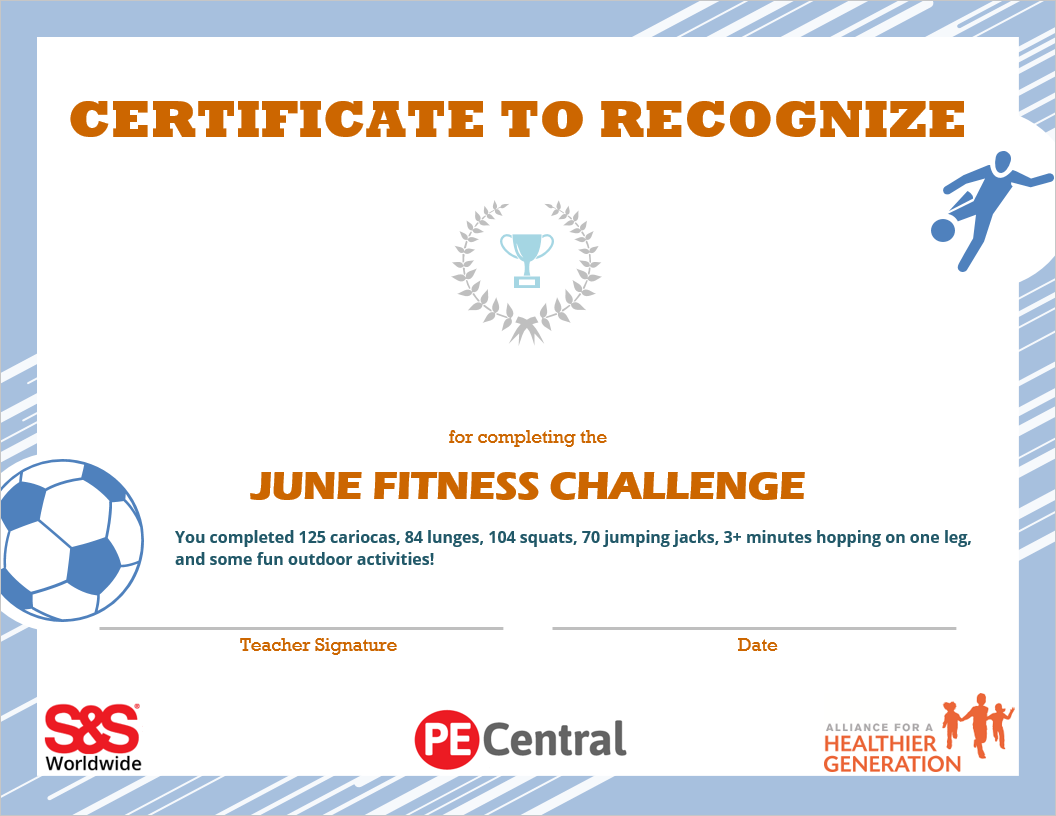 CERTIFICATE TO RECOGNIZE
for completing the
JUNE FITNESS CHALLENGE
You completed 125 cariocas, 84 lunges, 104 squats, 70 jumping jacks, 3+ minutes hopping on one leg,
and some fun outdoor activities!
Teacher Signature
Date
S&S®
Worldwide
PE Central
ALLIANCE FOR A
HEALTHIER
GENERATION